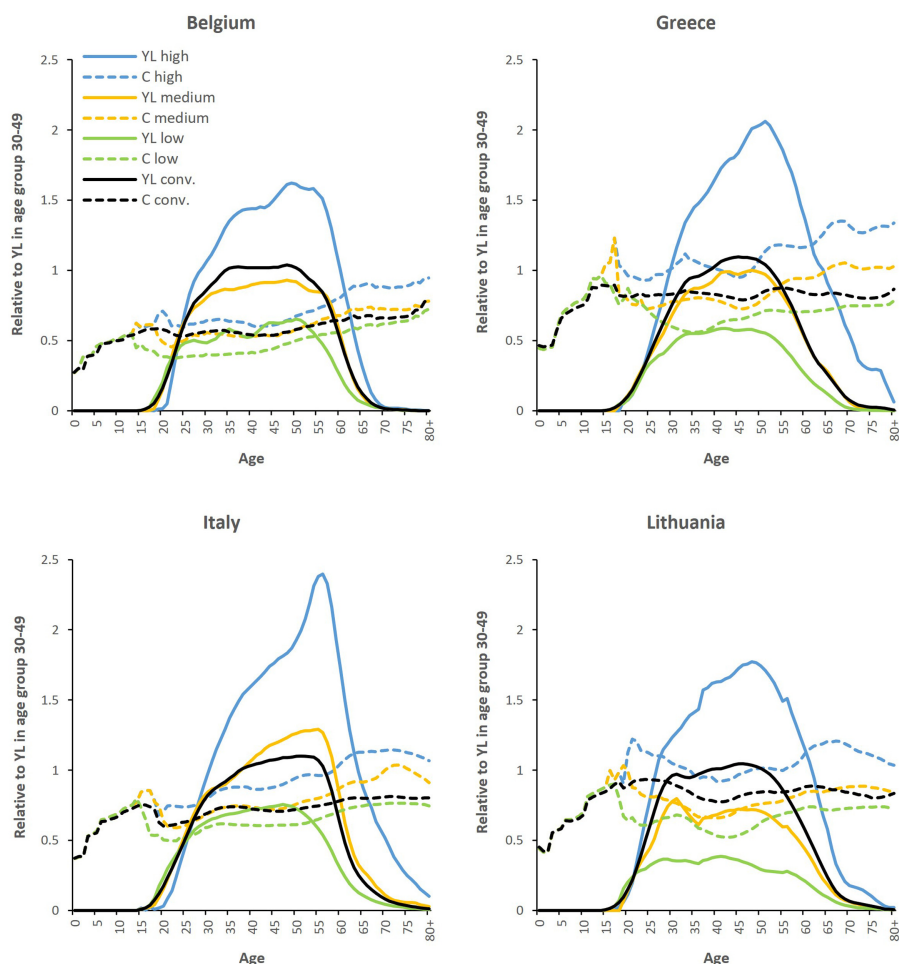 Belgium
Relative to YL in age group 30-49
2.5
2
1.5
1
0.5
0
YL high
C high
YL medium
C medium
YL low
C low
YL conv.
C conv.
0 5 10 15 20 25 30 35 40 45 50 55 60 65 70 75 80+
Age
Greece
Relative to YL in age group 30-49
2.5
2
1.5
1
0.5
0
0 5 10 15 20 25 30 35 40 45 50 55 60 65 70 75 80+
Age
Italy
Relative to YL in age group 30-49
2.5
2
1.5
1
0.5
0
0 5 10 15 20 25 30 35 40 45 50 55 60 65 70 75 80+
Age
Lithuania
Relative to YL in age group 30-49
2.5
2
1.5
1
0.5
0
0 5 10 15 20 25 30 35 40 45 50 55 60 65 70 75 80+
Age